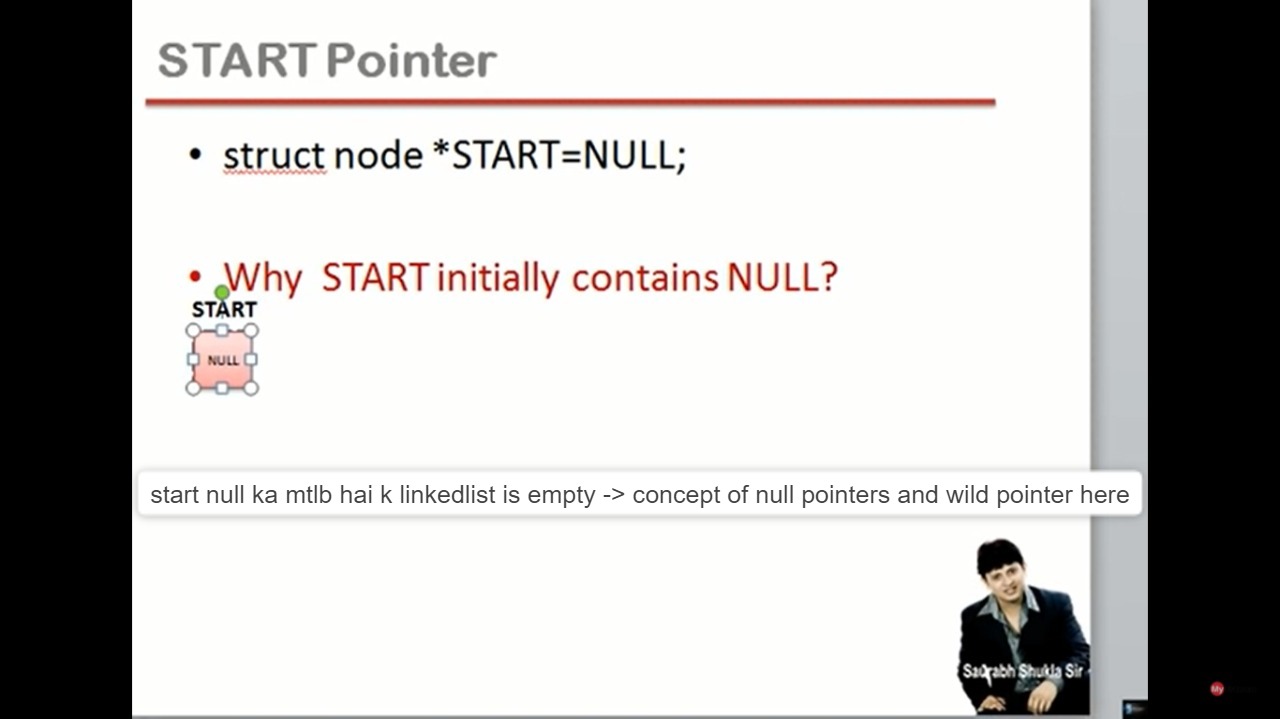 START Pointer
• struct node *START=NULL;
• Why START initially contains NULL?
START
NULL
start null ka mtlb hai k linkedlist is empty -> concept of null pointers and wild pointer here
Saurabh Shukla Sir
My